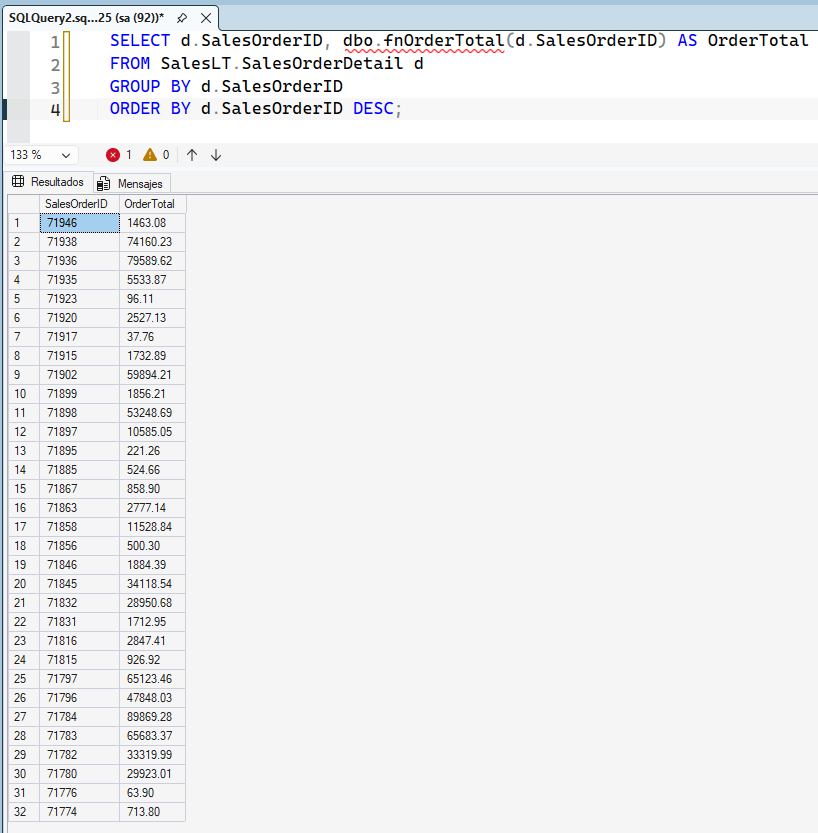 SQLQuery2.sq...25 (sa (92))*
1 SELECT d.SalesOrderID, dbo.fnOrderTotal(d.SalesOrderID) AS OrderTotal
2 FROM SalesLT.SalesOrderDetail d
3 GROUP BY d.SalesOrderID
4 ORDER BY d.SalesOrderID DESC;
133 % 1 0
Resultados Mensajes
SalesOrderID OrderTotal
1 71946 1463.08
2 71938 74160.23
3 71936 79589.62
4 71935 5533.87
5 71923 96.11
6 71920 2527.13
7 71917 37.76
8 71915 1732.89
9 71902 59894.21
10 71899 1856.21
11 71898 53248.69
12 71897 10585.05
13 71895 221.26
14 71885 524.66
15 71867 858.90
16 71863 2777.14
17 71858 11528.84
18 71856 500.30
19 71846 1884.39
20 71845 34118.54
21 71832 28950.68
22 71831 1712.95
23 71816 2847.41
24 71815 926.92
25 71797 65123.46
26 71796 47848.03
27 71784 89869.28
28 71783 65683.37
29 71782 33319.99
30 71780 29923.01
31 71776 63.90
32 71774 713.80